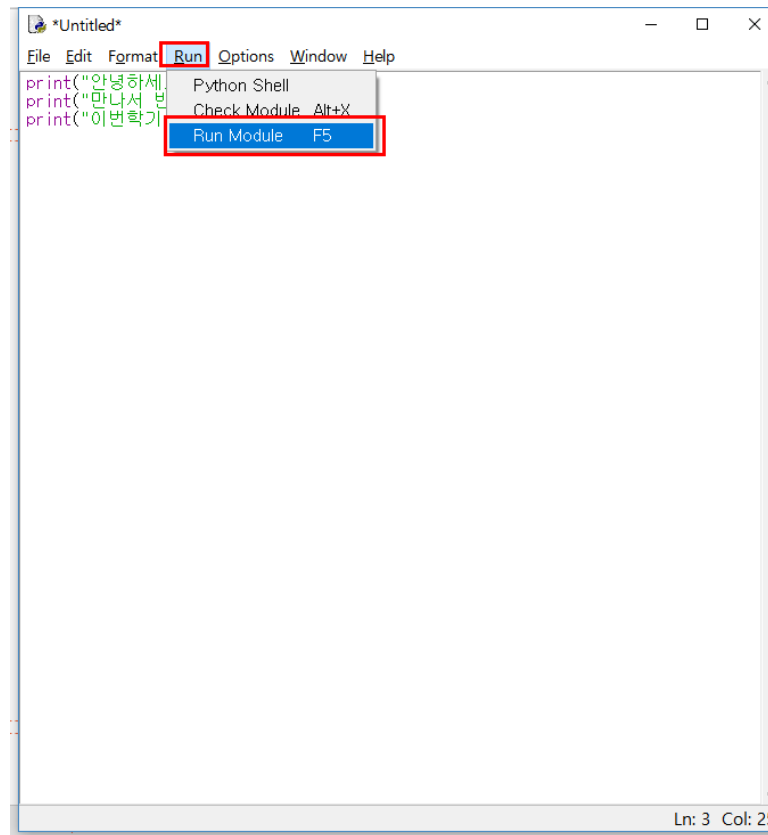 *Untitled*
File Edit Format Run Options Window Help
print("안녕하세
print("만나서
print("이번학기
Python Shell
Check Module Alt+X
Run Module F5
Ln: 3 Col: